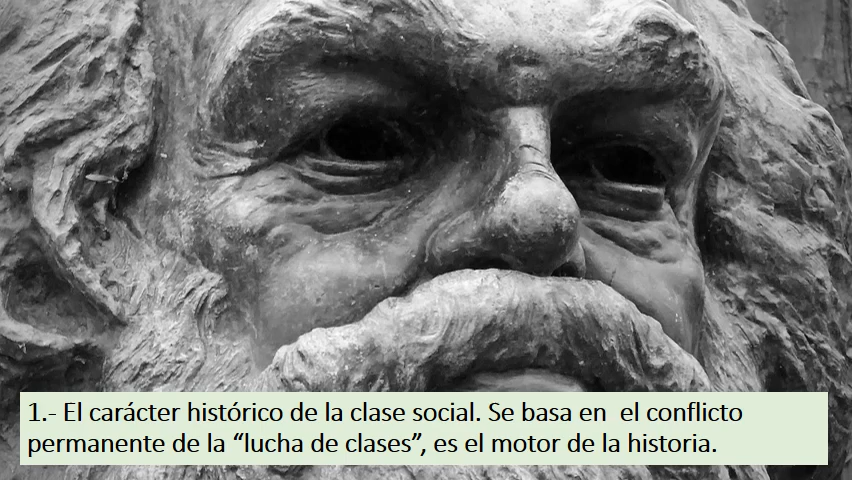 1.- El carácter histórico de la clase social. Se basa en  el conflicto
permanente de la “lucha de clases”, es el motor de la historia.